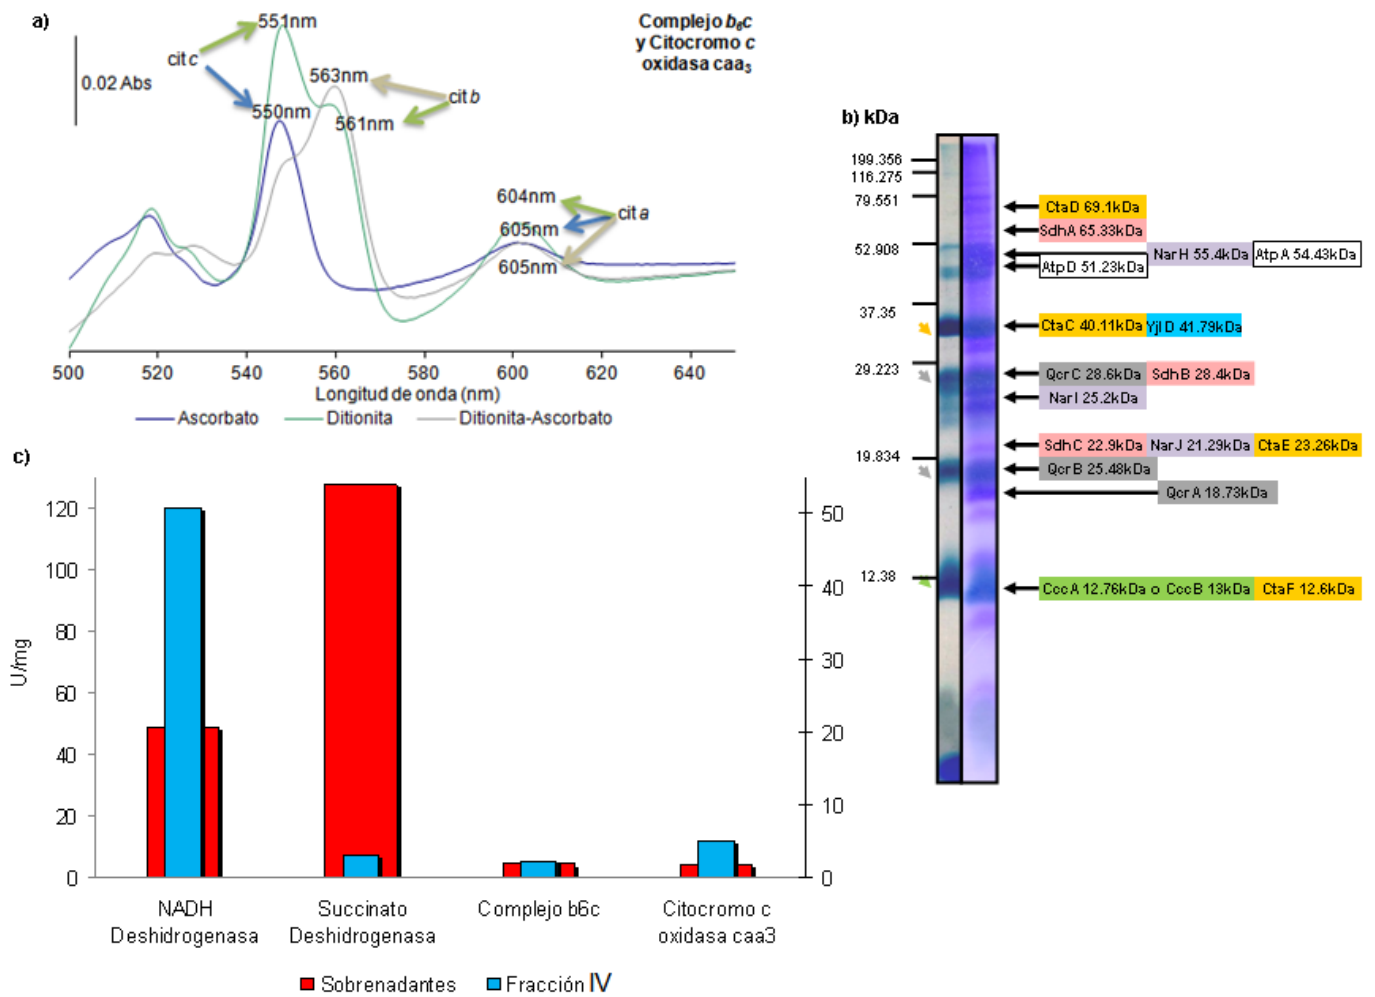 a)
551nm
cit c
0.02 Abs
550nm
563nm
cit b
561nm
Complejo b6c
y Citocromo c
oxidasa caa3
604nm
cit a
605nm
605nm
500 520 540 560 580 600 620 640
Longitud de onda (nm)
Ascorbato Ditionita Ditionita-Ascorbato
b) kDa
199.356
116.275
79.551
52.908
37.35
29.223
19.834
12.38
CtaD 69.1kDa
SdhA 65.33kDa
NarH 55.4kDa AtpA 54.43kDa
AtpD 51.23kDa
CtaC 40.11kDa YjlD 41.79kDa
QcrC 28.6kDa SdhB 28.4kDa
NarI 25.2kDa
SdhC 22.9kDa NarJ 21.29kDa CtaE 23.26kDa
QcrB 25.48kDa
QcrA 18.73kDa
CccA 12.76kDa o CccB 13kDa CtaF 12.6kDa
c)
U/mg
120
100
80
60
40
20
0
50
40
30
20
10
0
NADH
Deshidrogenasa
Succinato
Deshidrogenasa
Complejo b6c
Citocromo c
oxidasa caa3
Sobrenadantes Fracción IV